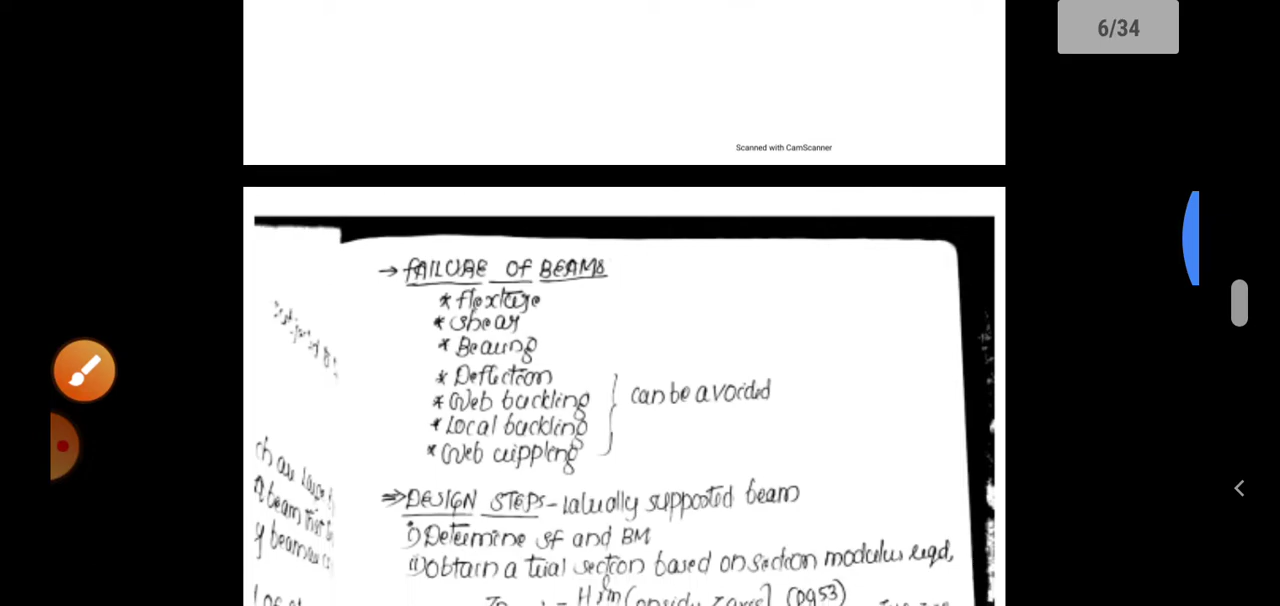 6/34
Scanned with CamScanner
→ FAILURE OF BEAMS
* flexture
* Shear
* Bearing
* Deflection
* Web buckling
can be avoided
* Local buckling
* Web crippling
⇒ DESIGN STEPS - laterally supported beam
i) Determine SF and BM
ii) Obtain a trial section based on section modulus reqd,
(pg53)